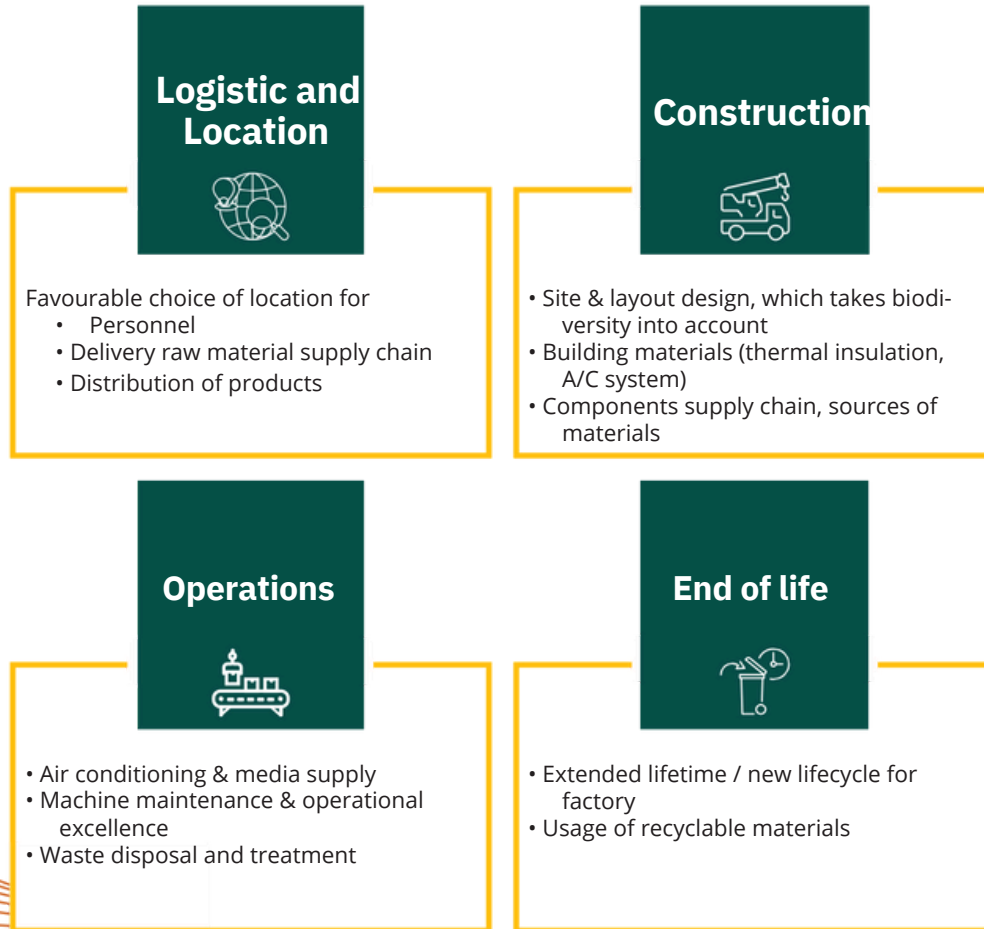 Logistic and
Location
Favourable choice of location for
• Personnel
• Delivery raw material supply chain
• Distribution of products
Construction
• Site & layout design, which takes biodi-
versity into account
• Building materials (thermal insulation,
A/C system)
• Components supply chain, sources of
materials
Operations
• Air conditioning & media supply
• Machine maintenance & operational
excellence
• Waste disposal and treatment
End of life
• Extended lifetime / new lifecycle for
factory
• Usage of recyclable materials